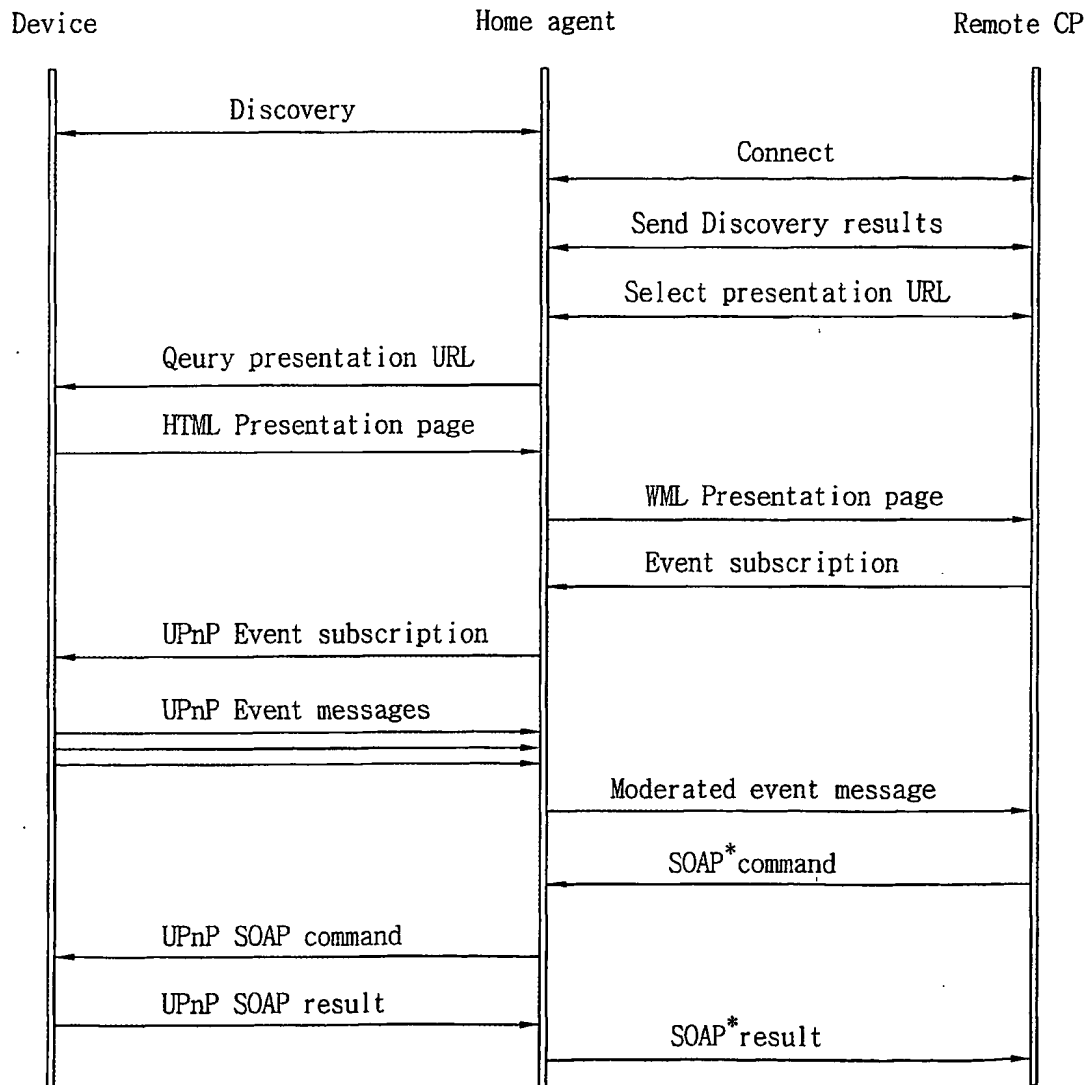 Device
Home agent
Remote CP
Discovery
Connect
Send Discovery results
Select presentation URL
Qeury presentation URL
HTML Presentation page
WML Presentation page
Event subscription
UPnP Event subscription
UPnP Event messages
Moderated event message
SOAP*command
UPnP SOAP command
UPnP SOAP result
SOAP*result